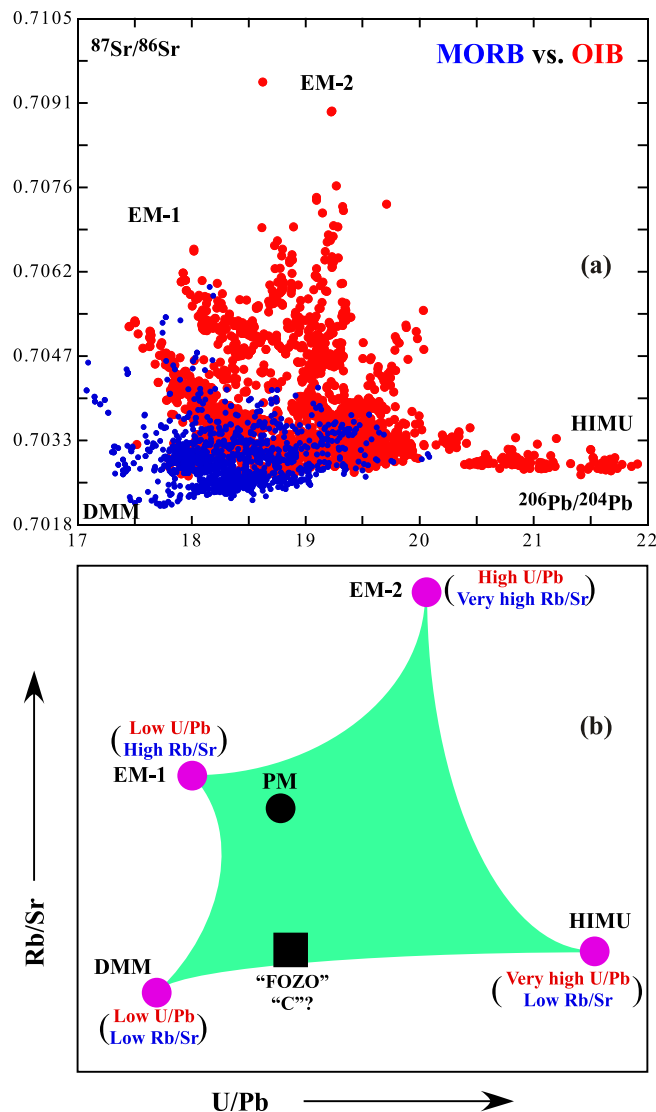 0.7105
87Sr/86Sr
MORB vs. OIB
0.7091
EM-2
0.7076
EM-1
0.7062
(a)
0.7047
0.7033
HIMU
DMM
206Pb/204Pb
0.7018
17 18 19 20 21 22
EM-2
(High U/Pb
Very high Rb/Sr)
(Low U/Pb
High Rb/Sr)
(b)
EM-1
PM
Rb/Sr
HIMU
DMM
"FOZO"
"C"?
(Low U/Pb
Low Rb/Sr)
(Very high U/Pb
Low Rb/Sr)
U/Pb